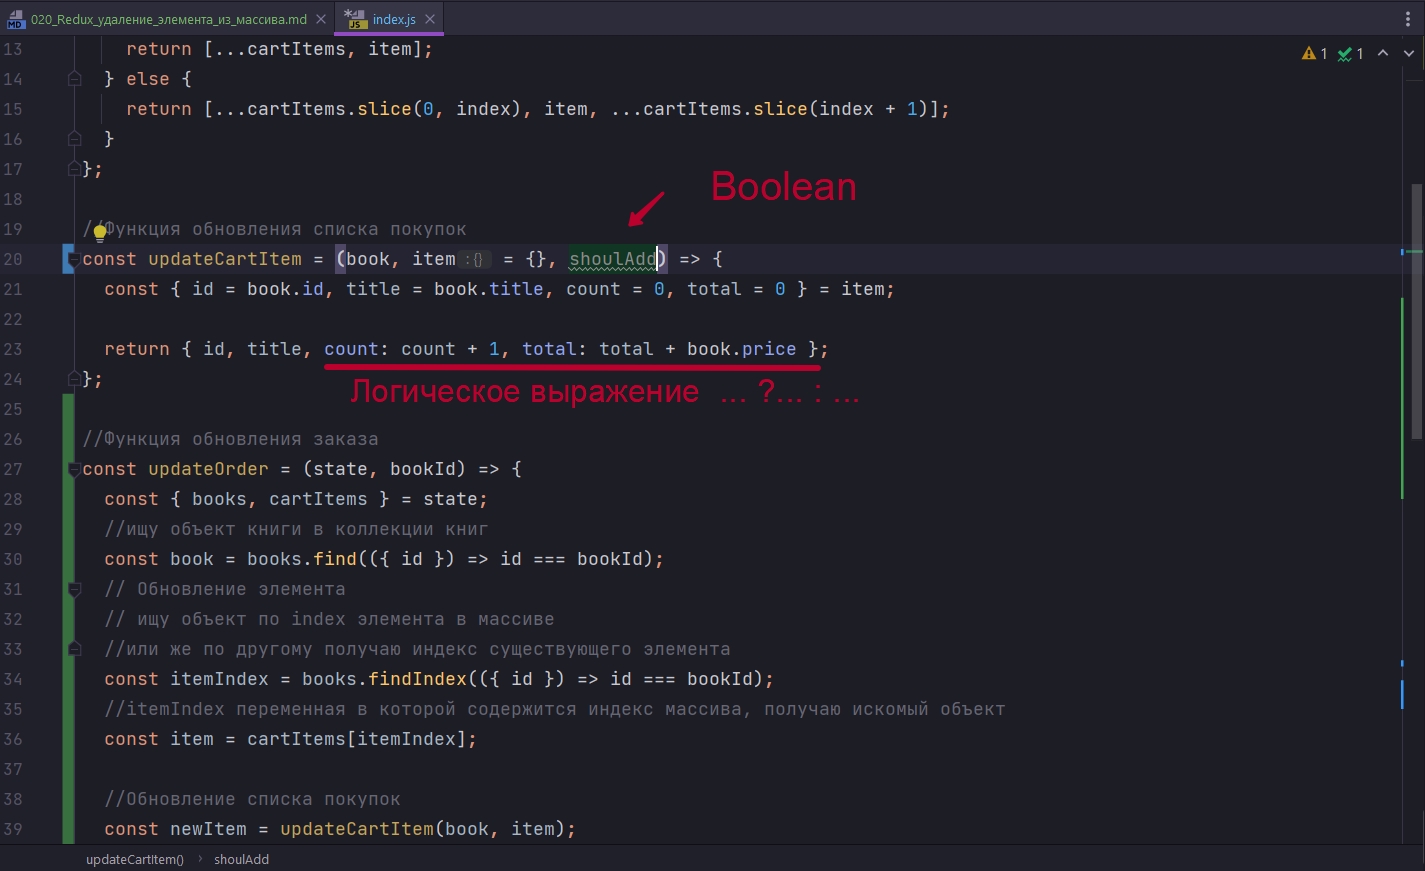 020_Redux_удаление_элемента_из_массива.md
index.js
13 return [...cartItems, item];
1 1
14 } else {
15 return [...cartItems.slice(0, index), item, ...cartItems.slice(index + 1)];
16 }
17 };
18
Boolean
19 //Функция обновления списка покупок
20 const updateCartItem = (book, item :{} = {}, shoulAdd) => {
21 const { id = book.id, title = book.title, count = 0, total = 0 } = item;
22
23 return { id, title, count: count + 1, total: total + book.price };
24 };
Логическое выражение ... ?... : ...
25
26 //Функция обновления заказа
27 const updateOrder = (state, bookId) => {
28 const { books, cartItems } = state;
29 //ищу объект книги в коллекции книг
30 const book = books.find(({ id }) => id === bookId);
31 // Обновление элемента
32 // ищу объект по index элемента в массиве
33 //или же по другому получаю индекс существующего элемента
34 const itemIndex = books.findIndex(({ id }) => id === bookId);
35 //itemIndex переменная в которой содержится индекс массива, получаю искомый объект
36 const item = cartItems[itemIndex];
37
38 //Обновление списка покупок
39 const newItem = updateCartItem(book, item);
updateCartItem() › shoulAdd